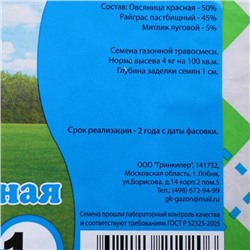 Состав: Овсяница красная - 50%
Райграс пастбищный - 45%
Мятлик луговой - 5%
Семена газонной травосмеси.
Норма высева 4 кг на 100 кв.м.
Глубина заделки семян 1 см.
Срок реализации - 2 года с даты фасовки.
ная
ООО "Гринкипер", 141732,
Московская область, г. Лобня,
ул.Борисова, д.14 корп.2 пом.5
Тел.: (498) 672-94-99
gk-gazon@mail.ru
1
Семена прошли лабораторный контроль качества
и соответствуют требованиям ГОСТ Р 52325-2005